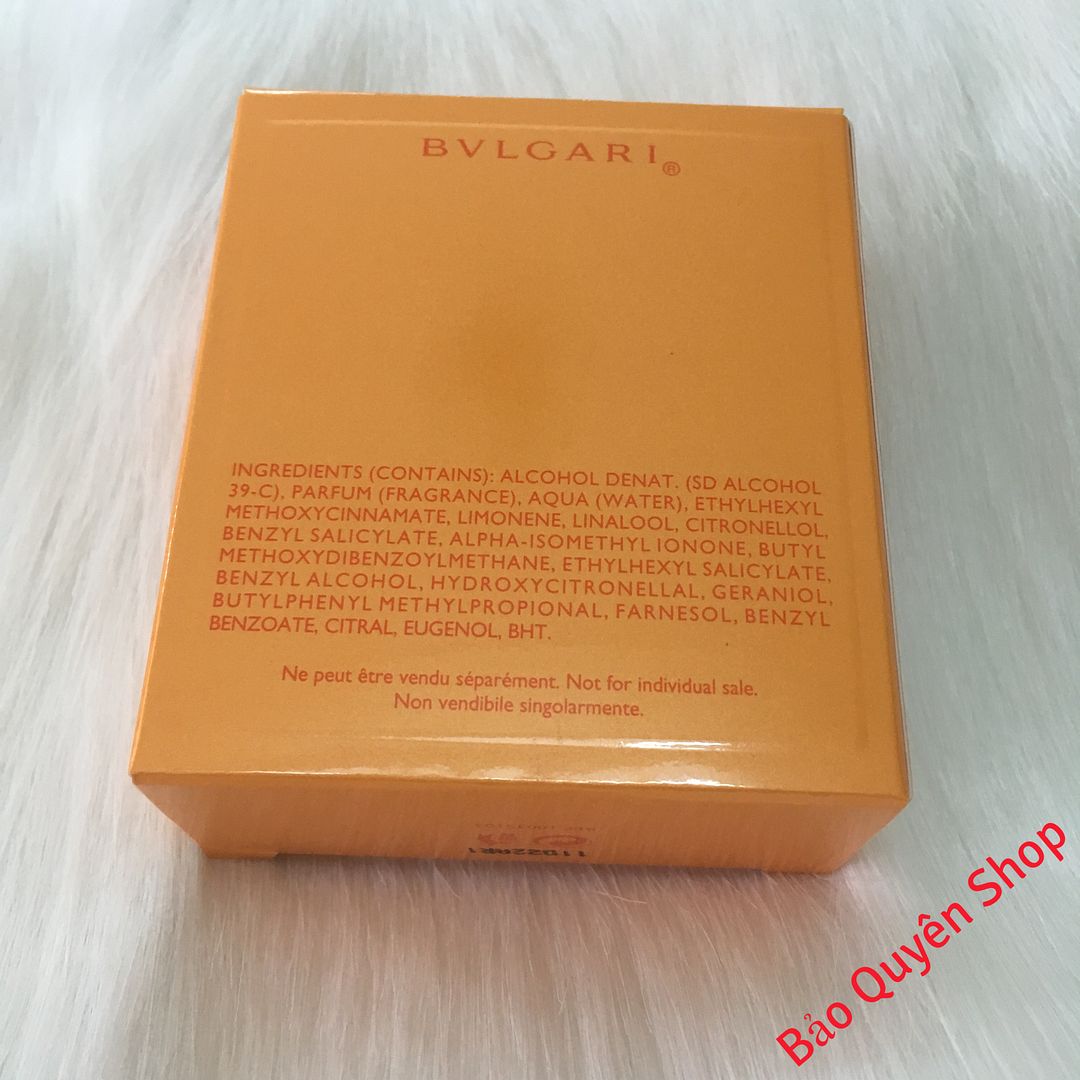 BVLGARI®
INGREDIENTS (CONTAINS): ALCOHOL DENAT. (SD ALCOHOL
39-C), PARFUM (FRAGRANCE), AQUA (WATER), ETHYLHEXYL
METHOXYCINNAMATE, LIMONENE, LINALOOL, CITRONELLOL,
BENZYL SALICYLATE, ALPHA-ISOMETHYL IONONE, BUTYL
METHOXYDIBENZOYLMETHANE, ETHYLHEXYL SALICYLATE,
BENZYL ALCOHOL, HYDROXYCITRONELLAL, GERANIOL,
BUTYLPHENYL METHYLPROPIONAL, FARNESOL, BENZYL
BENZOATE, CITRAL, EUGENOL, BHT.
Ne peut être vendu séparément. Not for individual sale.
Non vendibile singolarmente.
Bảo Quyên Shop